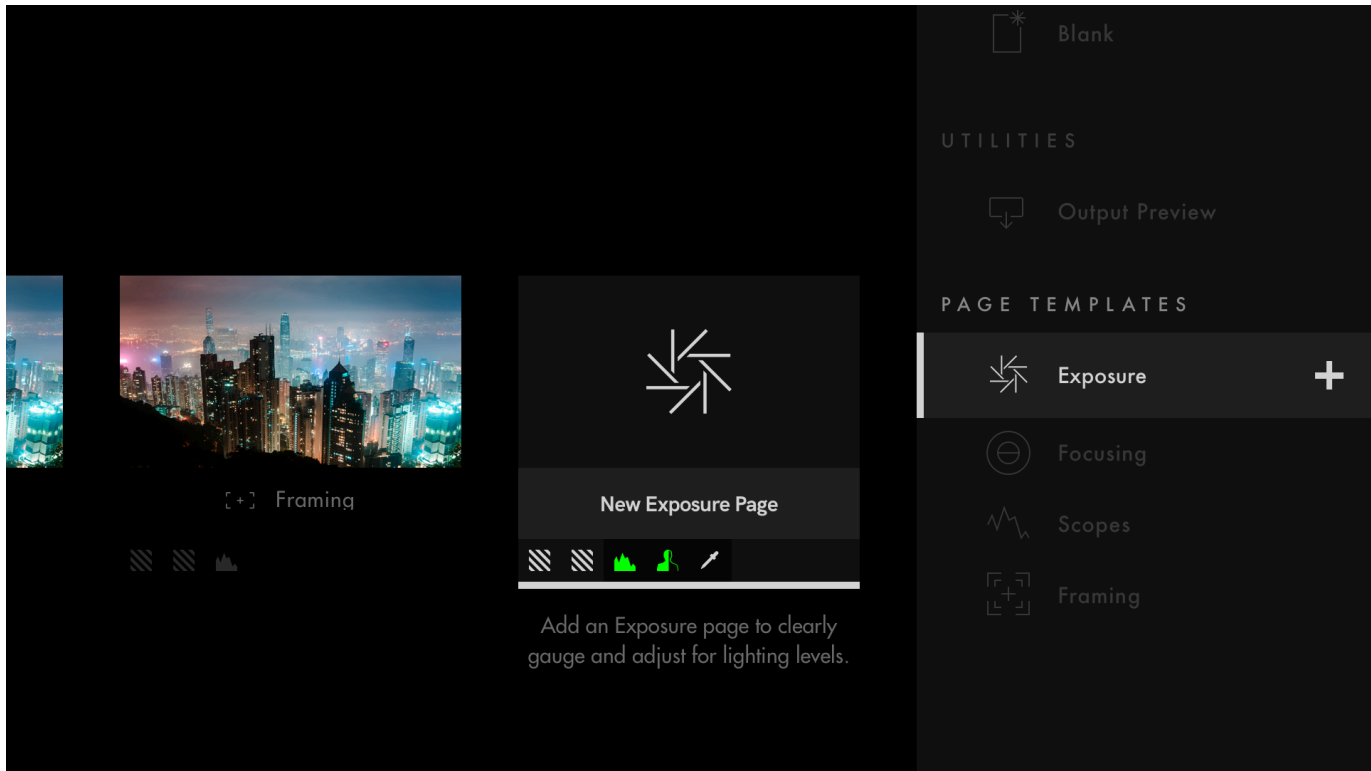 Framing
New Exposure Page
Add an Exposure page to clearly
gauge and adjust for lighting levels.
Blank
UTILITIES
Output Preview
PAGE TEMPLATES
Exposure
Focusing
Scopes
Framing